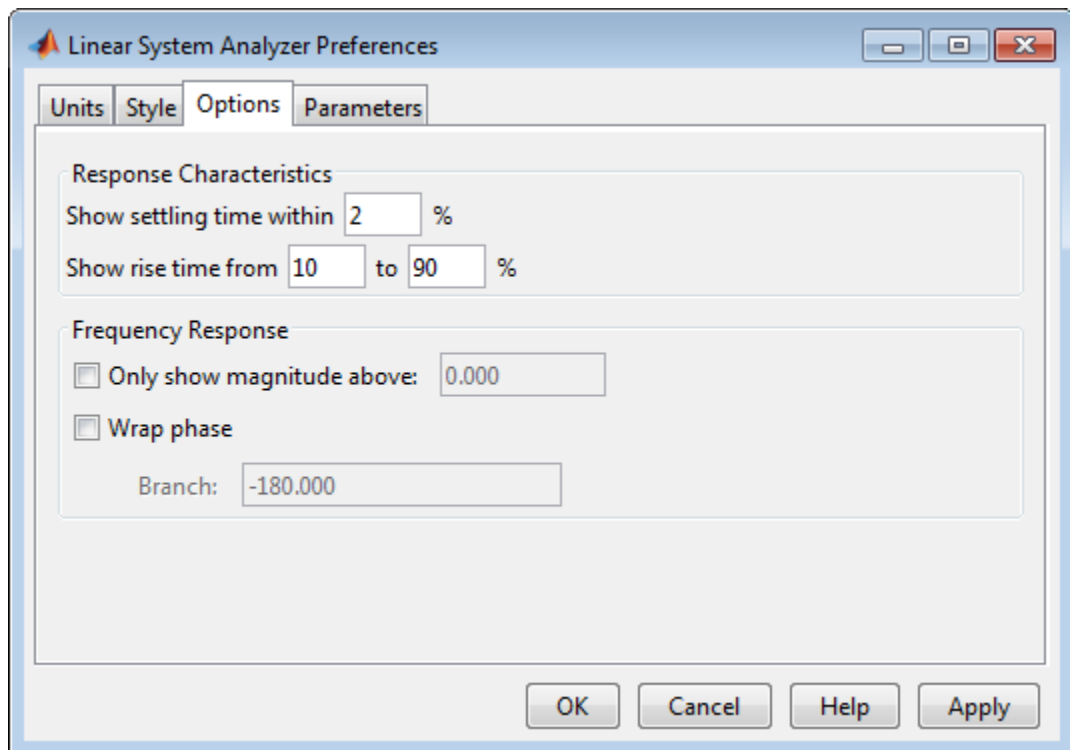 Linear System Analyzer Preferences
Units Style Options Parameters
Response Characteristics
Show settling time within 2 %
Show rise time from 10 to 90 %
Frequency Response
Only show magnitude above: 0.000
Wrap phase
Branch: -180.000
OK Cancel Help Apply